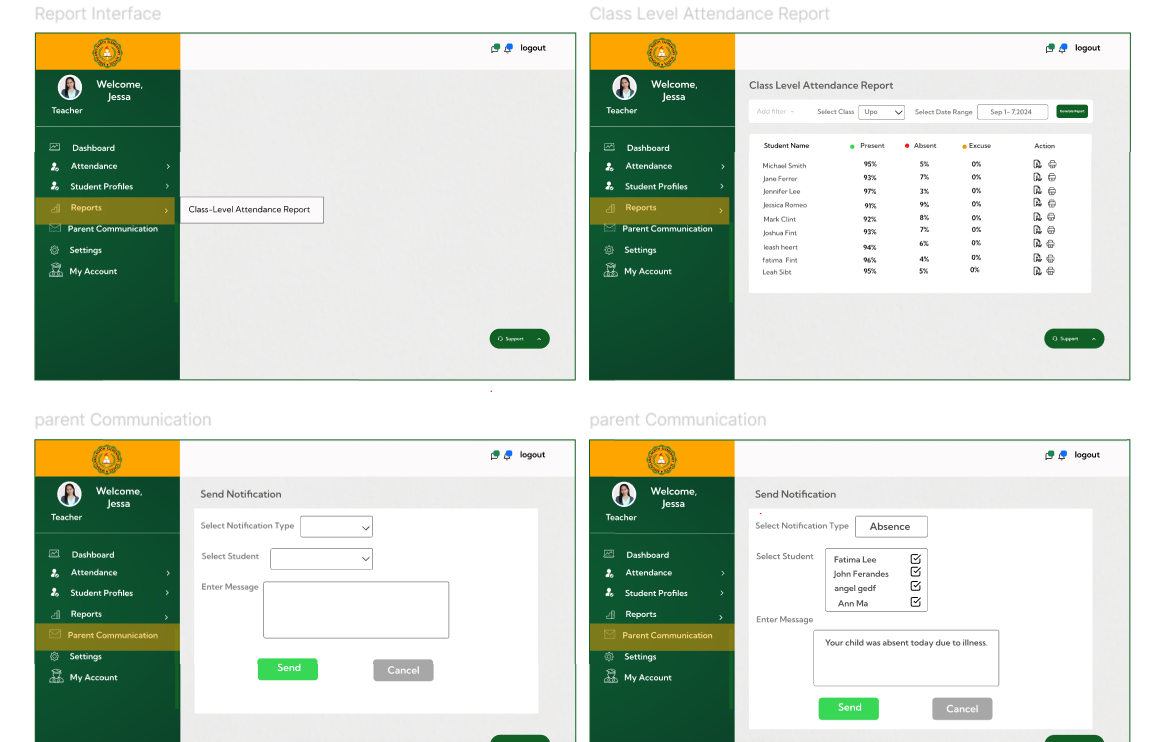 Report Interface
logout
Welcome,
Jessa
Teacher
Dashboard
Attendance
Student Profiles
Reports
Class-Level Attendance Report
Parent Communication
Settings
My Account
Support
Class Level Attendance Report
logout
Welcome,
Jessa
Teacher
Dashboard
Attendance
Student Profiles
Reports
Parent Communication
Settings
My Account
Class Level Attendance Report
Add filter Select Class Upo Select Date Range Sep 1- 7,2024 Generate Report
Student Name Present Absent Excuse Action
Michael Smith 95% 5% 0%
Jane Ferrer 93% 7% 0%
Jennifer Lee 97% 3% 0%
Jessica Romeo 91% 9% 0%
Mark Clint 92% 8% 0%
Joshua Fint 93% 7% 0%
leash heert 94% 6% 0%
fatima Fint 96% 4% 0%
Leah Sibt 95% 5% 0%
Support
parent Communication
logout
Welcome,
Jessa
Teacher
Dashboard
Attendance
Student Profiles
Reports
Parent Communication
Settings
My Account
Send Notification
Select Notification Type
Select Student
Enter Message
Send Cancel
parent Communication
logout
Welcome,
Jessa
Teacher
Dashboard
Attendance
Student Profiles
Reports
Parent Communication
Settings
My Account
Send Notification
Select Notification Type Absence
Select Student Fatima Lee
John Ferandes
angel gedf
Ann Ma
Enter Message
Your child was absent today due to illness.
Send Cancel